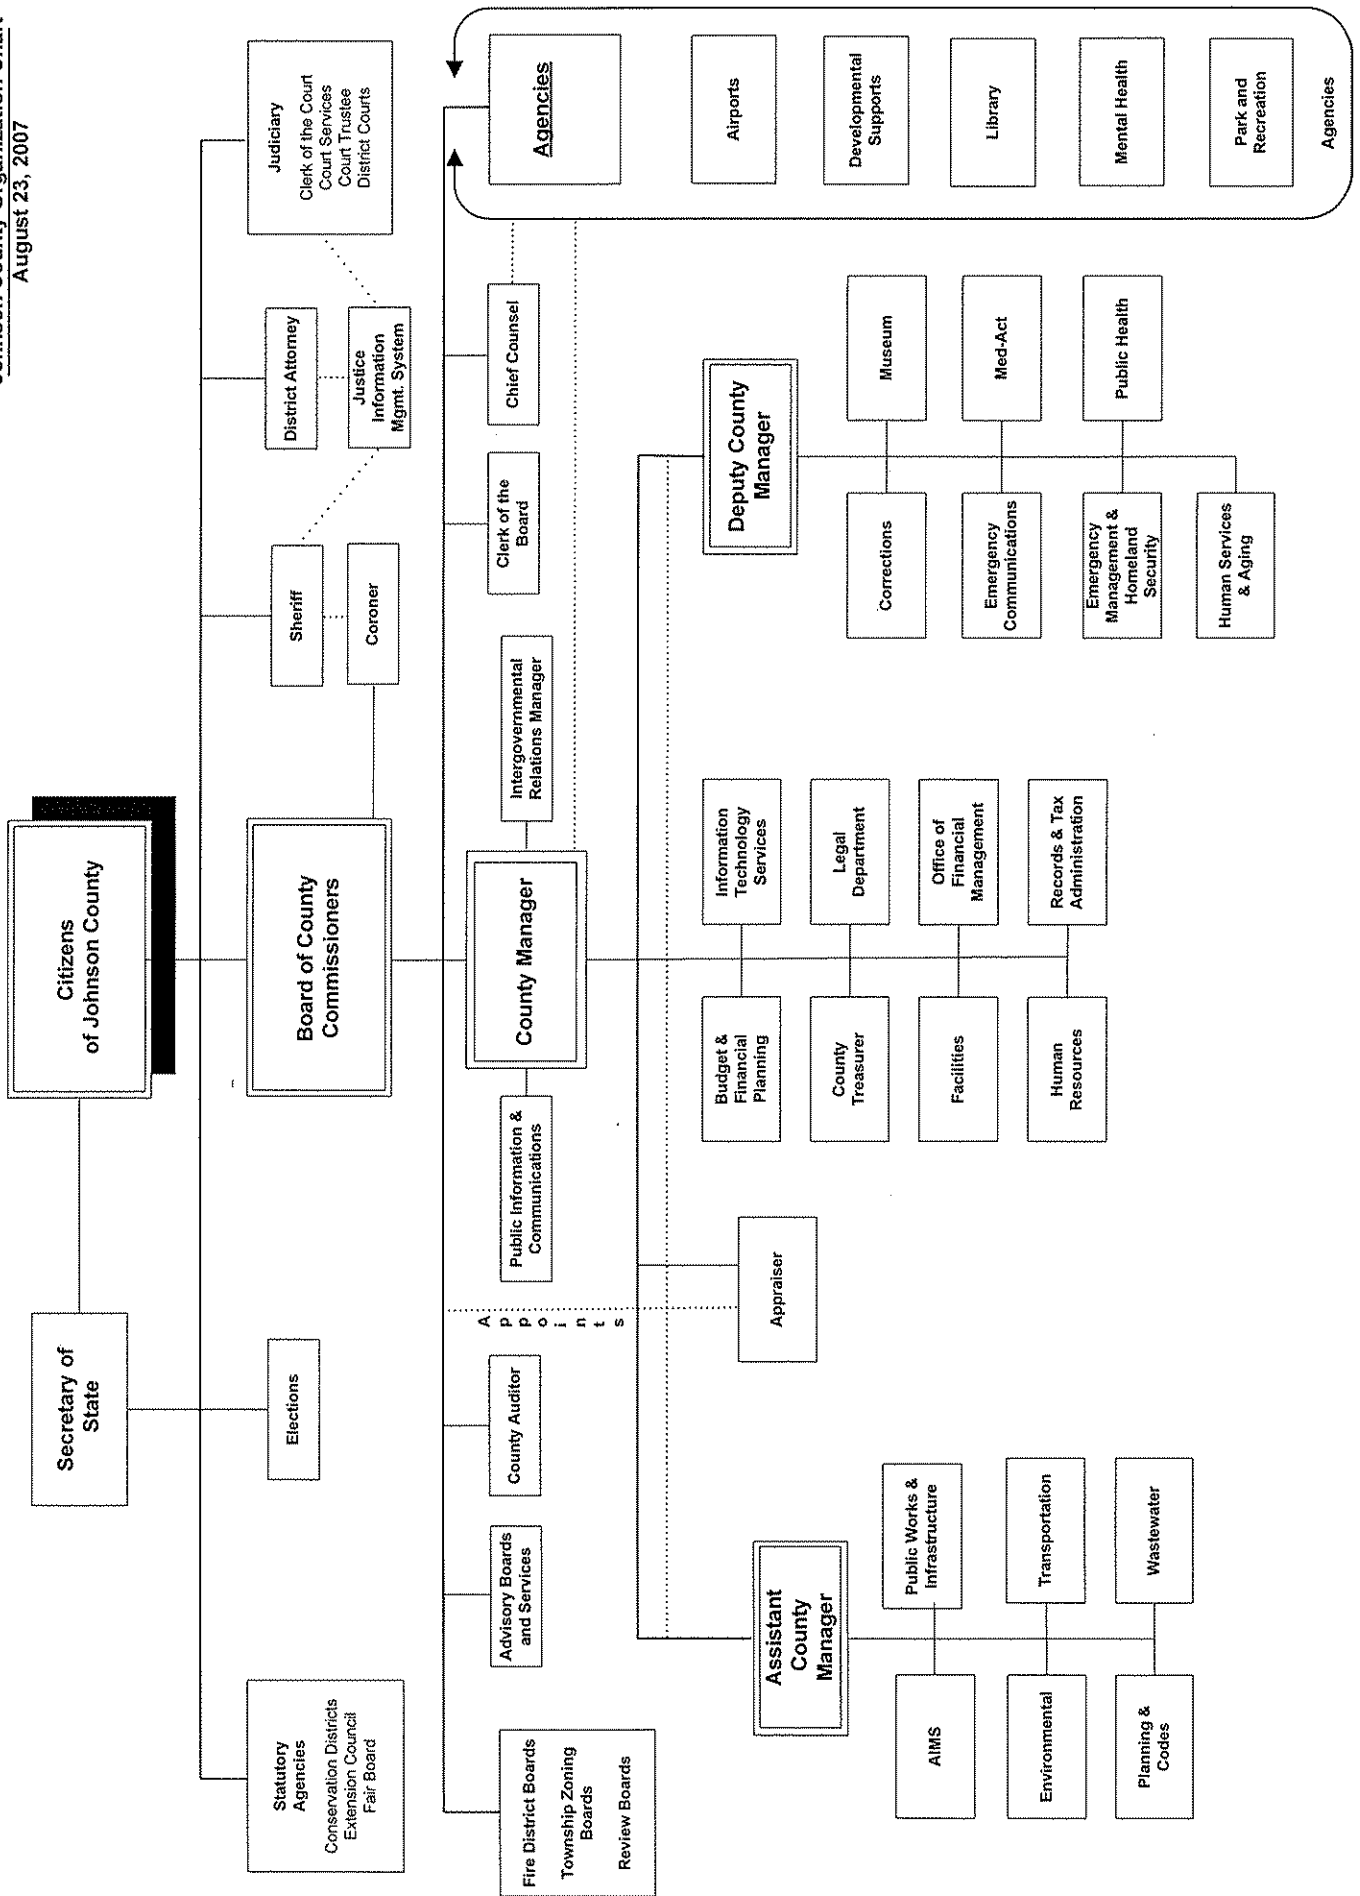 August 23, 2007
Citizens
of Johnson County
Secretary of
State
Statutory
Agencies
Conservation Districts
Extension Council
Fair Board
Elections
Board of County
Commissioners
Sheriff
Coroner
District Attorney
Justice
Information
Mgmt. System
Judiciary
Clerk of the Court
Court Services
Court Trustee
District Courts
Fire District Boards
Township Zoning
Boards
Review Boards
Advisory Boards
and Services
County Auditor
Appoints
Public Information &
Communications
County Manager
Intergovernmental
Relations Manager
Clerk of the
Board
Chief Counsel
Agencies
Airports
Developmental
Supports
Library
Mental Health
Park and
Recreation
Agencies
Assistant
County
Manager
AIMS
Public Works &
Infrastructure
Environmental
Transportation
Planning &
Codes
Wastewater
Appraiser
Budget &
Financial
Planning
Information
Technology
Services
County
Treasurer
Legal
Department
Facilities
Office of
Financial
Management
Human
Resources
Records & Tax
Administration
Deputy County
Manager
Corrections
Museum
Emergency
Communications
Med-Act
Emergency
Management &
Homeland
Security
Public Health
Human Services
& Aging